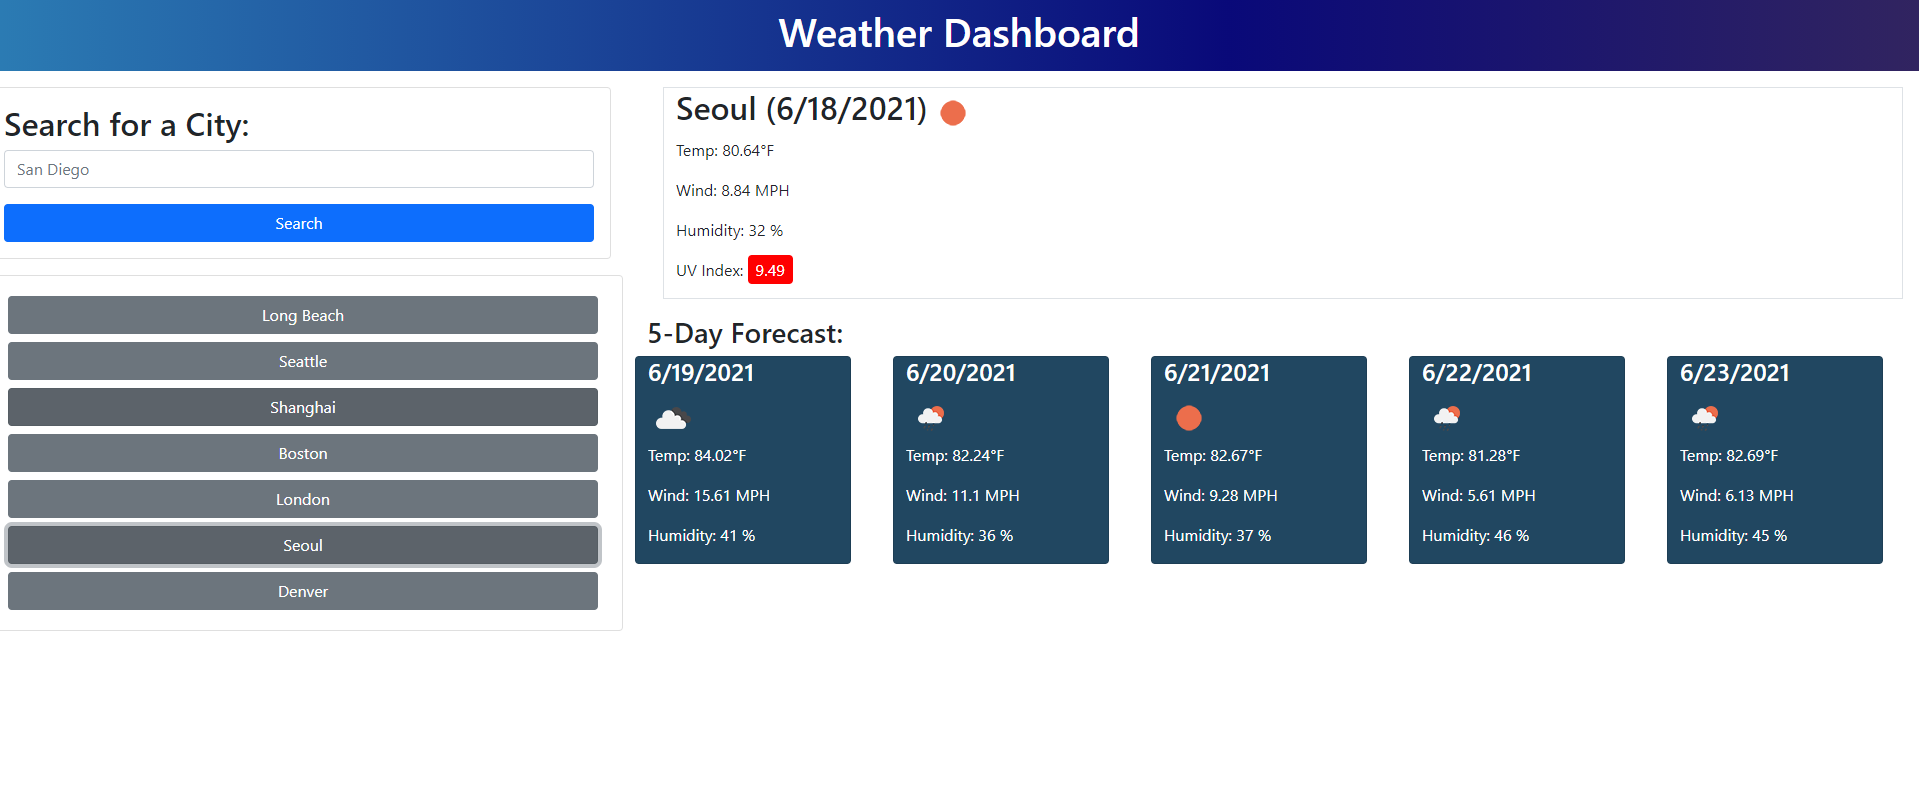 Weather Dashboard
Search for a City:
San Diego
Search
Long Beach
Seattle
Shanghai
Boston
London
Seoul
Denver
Seoul (6/18/2021)
Temp: 80.64°F
Wind: 8.84 MPH
Humidity: 32 %
UV Index: 9.49
5-Day Forecast:
6/19/2021
Temp: 84.02°F
Wind: 15.61 MPH
Humidity: 41 %
6/20/2021
Temp: 82.24°F
Wind: 11.1 MPH
Humidity: 36 %
6/21/2021
Temp: 82.67°F
Wind: 9.28 MPH
Humidity: 37 %
6/22/2021
Temp: 81.28°F
Wind: 5.61 MPH
Humidity: 46 %
6/23/2021
Temp: 82.69°F
Wind: 6.13 MPH
Humidity: 45 %